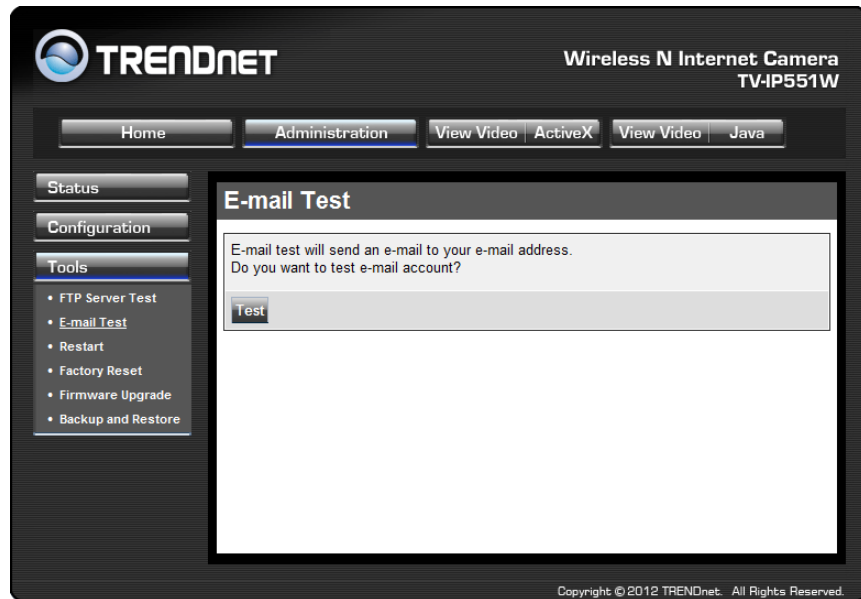 TRENDNET
Wireless N Internet Camera
TV-IP551W
Home
Administration
View Video ActiveX
View Video Java
Status
Configuration
Tools
• FTP Server Test
• E-mail Test
• Restart
• Factory Reset
• Firmware Upgrade
• Backup and Restore
E-mail Test
E-mail test will send an e-mail to your e-mail address.
Do you want to test e-mail account?
Test
Copyright © 2012 TRENDnet. All Rights Reserved.